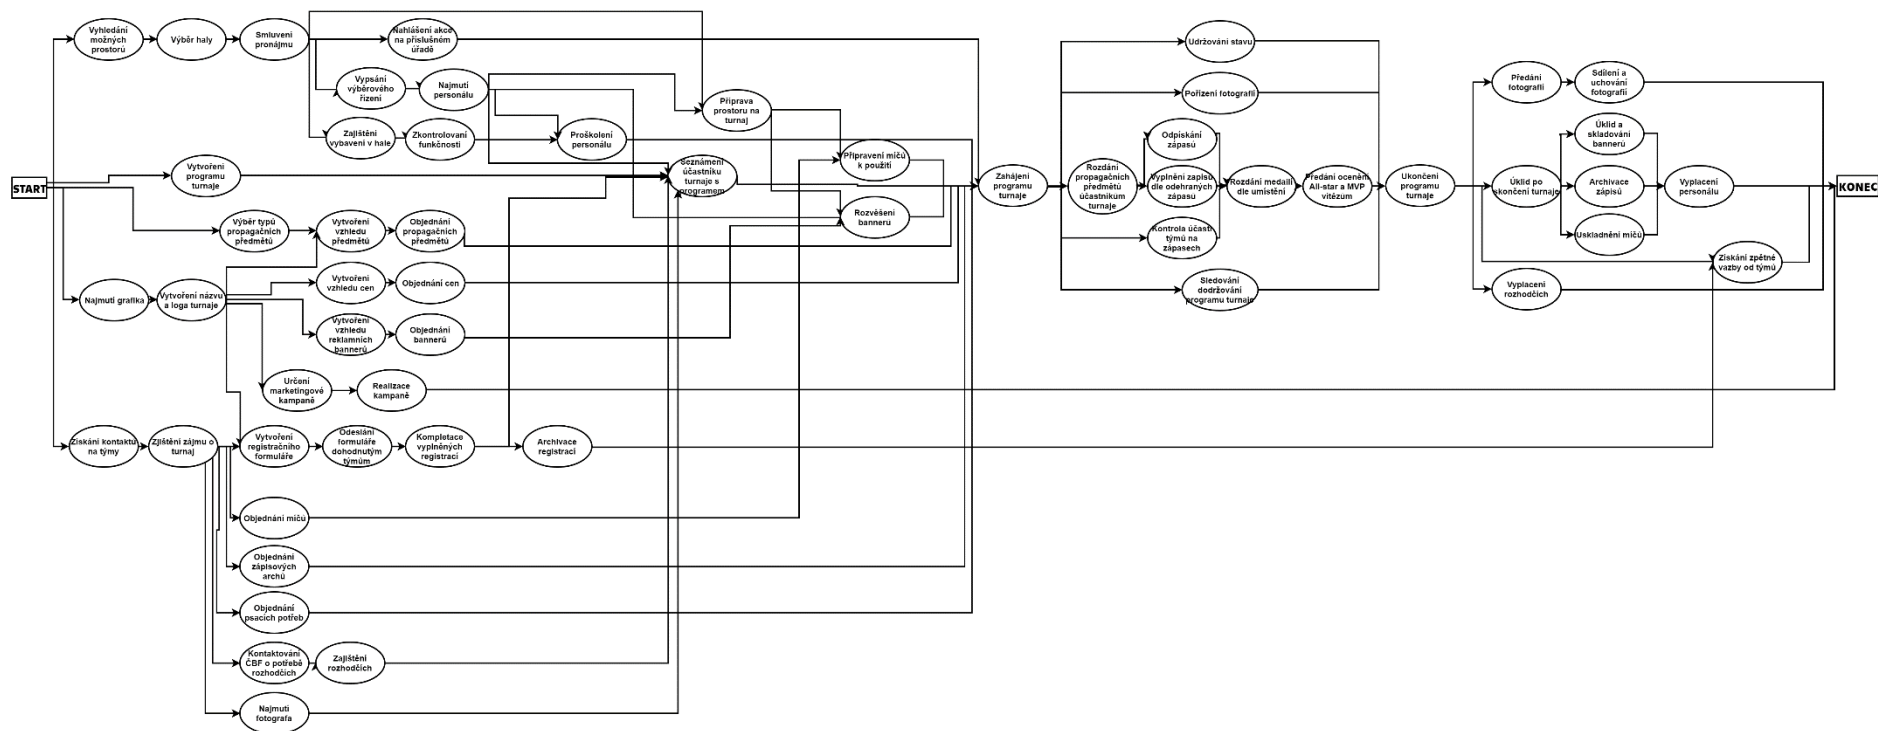 START
Vyhledání
možných
prostorů
Výběr haly
Smluvení
pronájmu
Nahlášení akce
na příslušném
úřadě
Vypsání
výběrového
řízení
Najmutí
personálu
Zajištění
vybavení v hale
Zkontrolovaní
funkčnosti
Proškolení
personálu
Příprava
prostoru na
turnaj
Připravení míčů
k použití
Rozvěšení
bannerů
Vytvoření
programu
turnaje
Seznámení
účastníku
turnaje s
programem
Výběr typů
propagačních
předmětů
Vytvoření
vzhledu
předmětů
Objednání
propagačních
předmětů
Najmutí grafika
Vytvoření názvu
a loga turnaje
Vytvoření
vzhledu cen
Objednání cen
Vytvoření
vzhledu
reklamních
bannerů
Objednání
bannerů
Určení
marketingové
kampaně
Realizace
kampaně
Získání kontaktů
na týmy
Zjištění zájmu o
turnaj
Vytvoření
registračního
formuláře
Odeslání
formuláře
dohodnutým
týmům
Kompletace
vyplněných
registrací
Archivace
registrací
Objednání míčů
Objednání
zápisových
archů
Objednání
psacích potřeb
Kontaktování
ČBF o potřebě
rozhodčích
Zajištění
rozhodčích
Najmutí
fotografa
Zahájení
programu
turnaje
Udržování stavu
Pořízení fotografií
Rozdání
propagačních
předmětů
účastníkum
turnaje
Odpískání
zápasů
Vyplnění zapisů
dle odehraných
zápasů
Kontrola účasti
týmů na
zápasech
Sledování
dodržování
programu turnaje
Rozdání medailí
dle umístění
Předání ocenění
All-star a MVP
vítězům
Ukončení
programu
turnaje
Předání
fotografií
Sdílení a
uchování
fotografií
Úklid po
skončení turnaje
Úklid a
skladování
bannerů
Archivace
zápisů
Uskladnění míčů
Vyplacení
personálu
Získání zpětné
vazby od týmů
Vyplacení
rozhodčích
KONEC